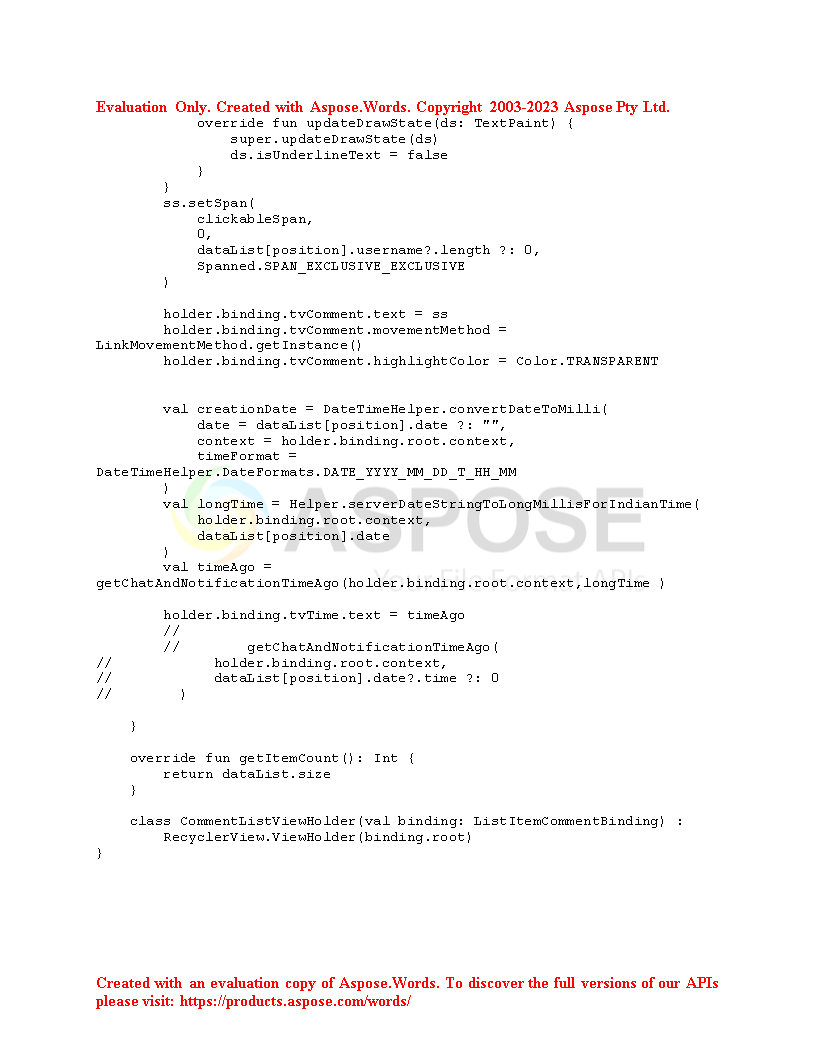 Evaluation Only. Created with Aspose.Words. Copyright 2003-2023 Aspose Pty Ltd.
            override fun updateDrawState(ds: TextPaint) {
                super.updateDrawState(ds)
                ds.isUnderlineText = false
            }
        }
        ss.setSpan(
            clickableSpan,
            0,
            dataList[position].username?.length ?: 0,
            Spanned.SPAN_EXCLUSIVE_EXCLUSIVE
        )

        holder.binding.tvComment.text = ss
        holder.binding.tvComment.movementMethod =
LinkMovementMethod.getInstance()
        holder.binding.tvComment.highlightColor = Color.TRANSPARENT


        val creationDate = DateTimeHelper.convertDateToMilli(
            date = dataList[position].date ?: "",
            context = holder.binding.root.context,
            timeFormat =
DateTimeHelper.DateFormats.DATE_YYYY_MM_DD_T_HH_MM
        )
        val longTime = Helper.serverDateStringToLongMillisForIndianTime(
            holder.binding.root.context,
            dataList[position].date
        )
ASPOSE
        val timeAgo =
getChatAndNotificationTimeAgo(holder.binding.root.context,longTime )
Your File Format APIs

        holder.binding.tvTime.text = timeAgo
        //
        //        getChatAndNotificationTimeAgo(
//            holder.binding.root.context,
//            dataList[position].date?.time ?: 0
//        )

    }

    override fun getItemCount(): Int {
        return dataList.size
    }

    class CommentListViewHolder(val binding: ListItemCommentBinding) :
        RecyclerView.ViewHolder(binding.root)
}

Created with an evaluation copy of Aspose.Words. To discover the full versions of our APIs
please visit: https://products.aspose.com/words/